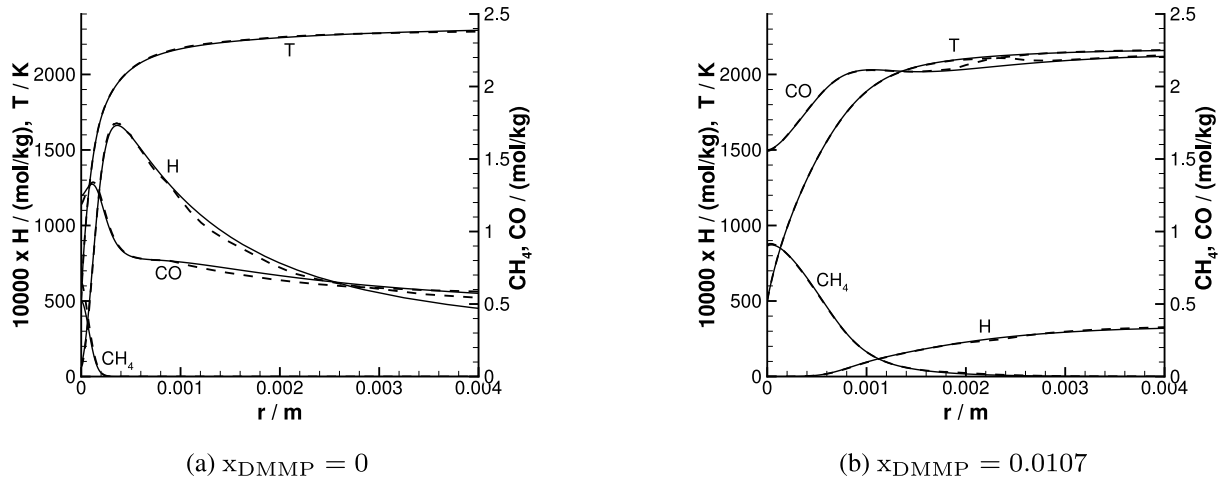 10000 x H / (mol/kg), T / K
2000
1500
1000
500
0
2.5
2
1.5
1
0.5
0
CH₄, CO / (mol/kg)
T
H
CO
CH₄
0 0.001 0.002 0.003 0.004
r / m
(a) x_DMMP = 0
10000 x H / (mol/kg), T / K
2000
1500
1000
500
0
2.5
2
1.5
1
0.5
0
CH₄, CO / (mol/kg)
T
CO
CH₄
H
0 0.001 0.002 0.003 0.004
r / m
(b) x_DMMP = 0.0107